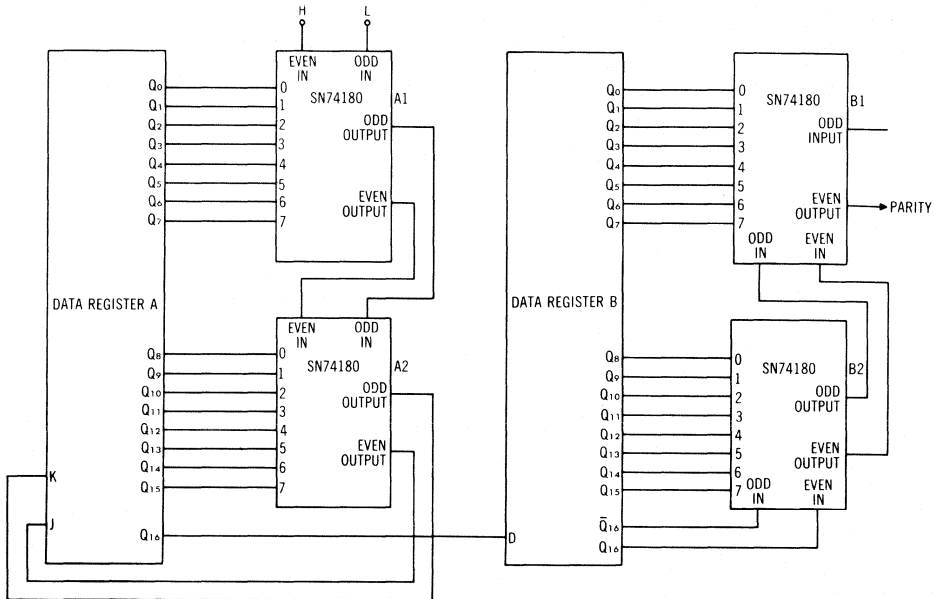 H
L
EVEN
IN
ODD
IN
SN74180
A1
ODD
OUTPUT
EVEN
OUTPUT
0
1
2
3
4
5
6
7
Q0
Q1
Q2
Q3
Q4
Q5
Q6
Q7
DATA REGISTER A
EVEN
IN
ODD
IN
SN74180
A2
ODD
OUTPUT
EVEN
OUTPUT
0
1
2
3
4
5
6
7
Q8
Q9
Q10
Q11
Q12
Q13
Q14
Q15
K
J
Q16
D
Q0
Q1
Q2
Q3
Q4
Q5
Q6
Q7
DATA REGISTER B
0
1
2
3
4
5
6
7
SN74180
B1
ODD
INPUT
EVEN
OUTPUT
PARITY
ODD
IN
EVEN
IN
Q8
Q9
Q10
Q11
Q12
Q13
Q14
Q15
Q̅16
Q16
0
1
2
3
4
5
6
7
SN74180
B2
ODD
OUTPUT
EVEN
OUTPUT
ODD
IN
EVEN
IN